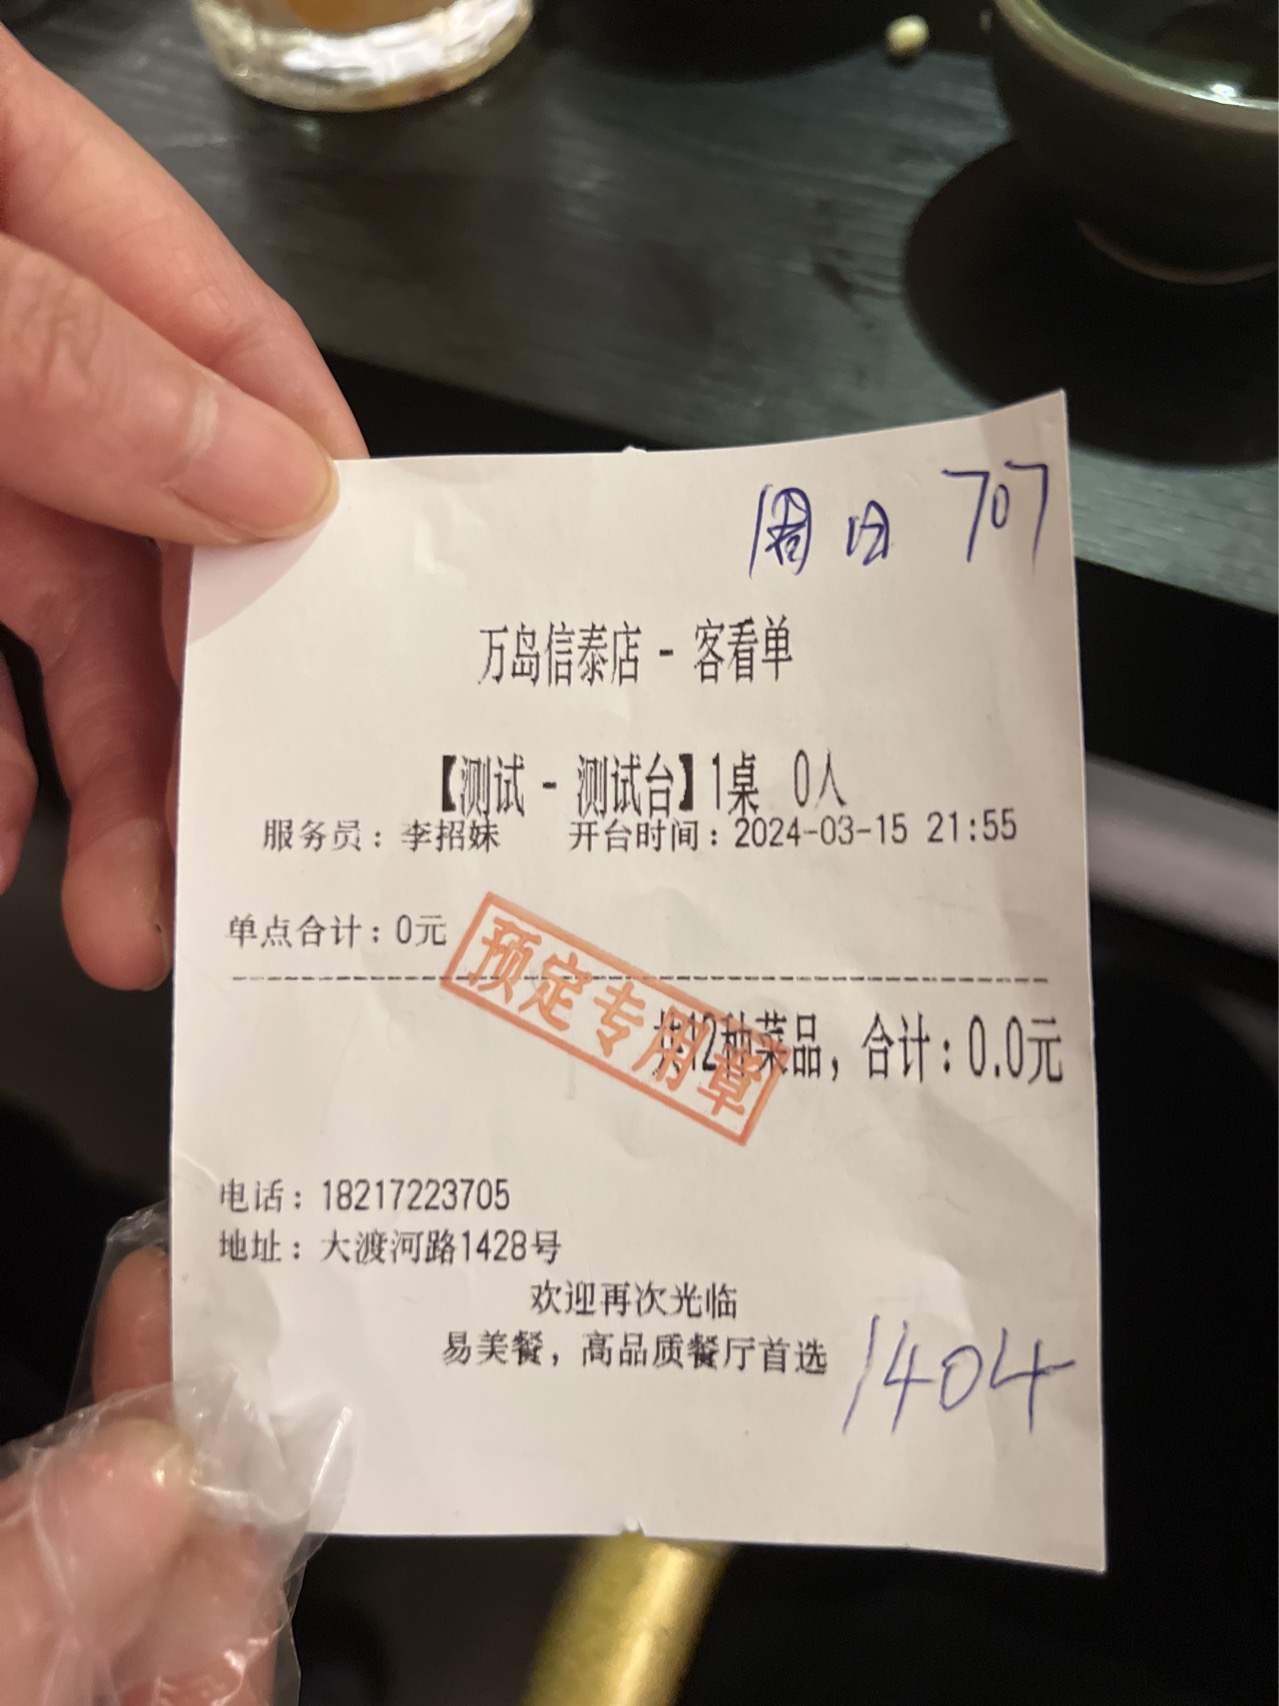 周日 707
万岛信泰店 - 客看单
【测试 - 测试台】1桌 0人
服务员：李招妹 开台时间：2024-03-15 21:55
单点合计：0元
预定专用章
共12种菜品，合计：0.0元
电话：18217223705
地址：大渡河路1428号
欢迎再次光临
易美餐，高品质餐厅首选
1404